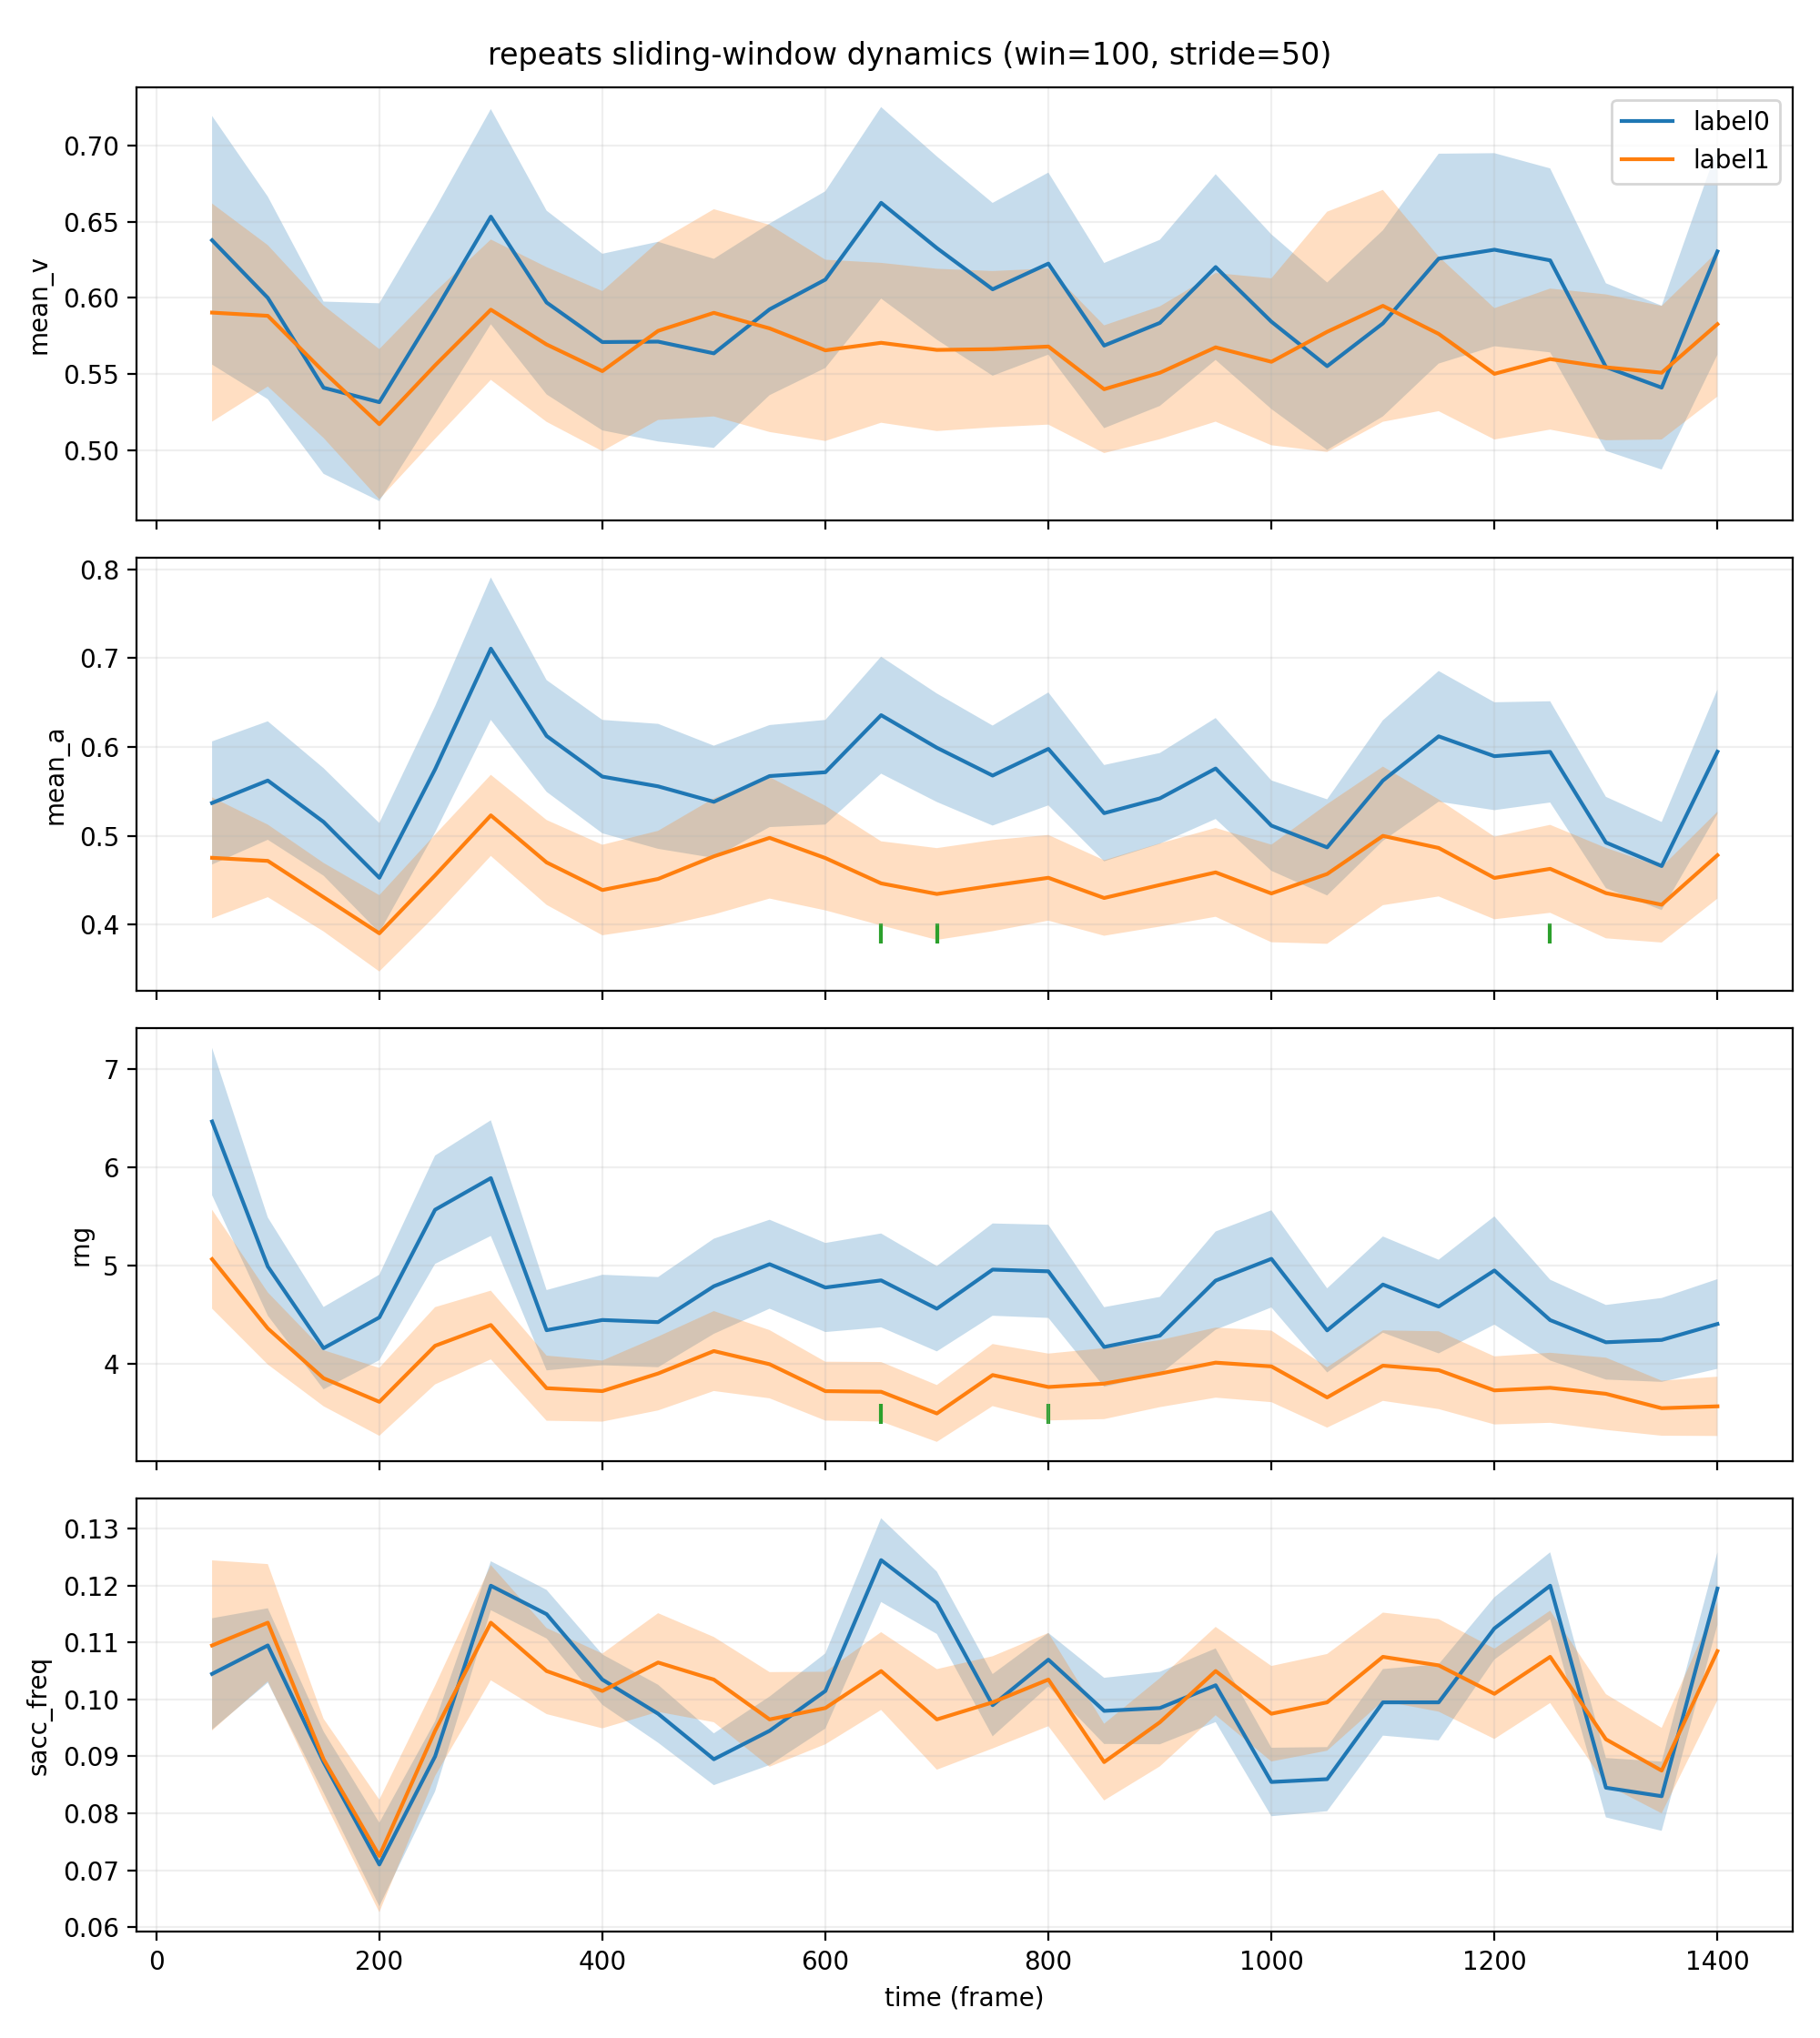 repeats sliding-window dynamics (win=100, stride=50)
label0
label1
mean_v
0.70
0.65
0.60
0.55
0.50
mean_a
0.8
0.7
0.6
0.5
0.4
rng
7
6
5
4
sacc_freq
0.13
0.12
0.11
0.10
0.09
0.08
0.07
0.06
0 200 400 600 800 1000 1200 1400
time (frame)